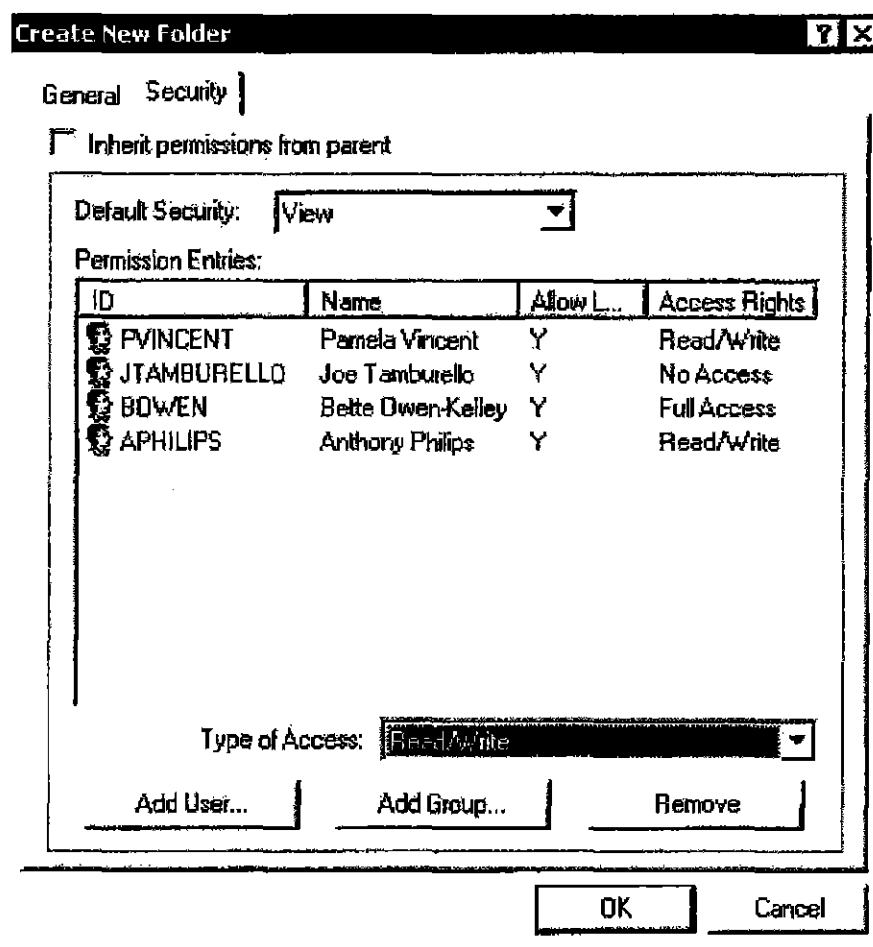 Create New Folder ? X
General Security
Inherit permissions from parent
Default Security: View
Permission Entries:
ID Name Allow L... Access Rights
PVINCENT Pamela Vincent Y Read/Write
JTAMBURELLO Joe Tamburello Y No Access
BOWEN Bette Owen-Kelley Y Full Access
APHILIPS Anthony Philips Y Read/Write
Type of Access: Read/Write
Add User... Add Group... Remove
OK Cancel